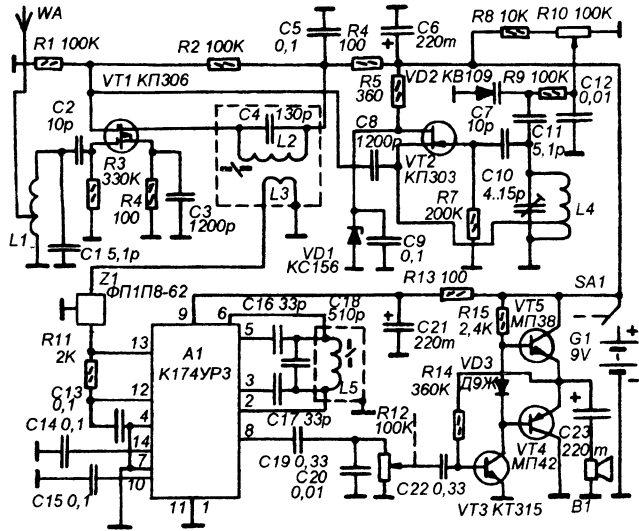 WA
R1 100K
R2 100K
C5
0,1
R4
100
C6
220m
R8 10K
R10 100K
VT1 КП306
R5
360
VD2 КВ109
R9 100K
C2
10p
C4
130p
L2
C8
1200p
C7
10p
C12
0,01
C11
5,1p
R3
330K
R4
100
C3
1200p
L3
VT2
КП303
C10
4..15p
L4
R7
200K
L1
C1 5,1p
VD1
КС156
C9
0,1
Z1
ФП1П8-62
R13 100
SA1
R11
2K
9
6
C16 33p
C18
510p
C21
220m
R15
2,4K
VT5
МП38
G1
9V
13
A1
К174УР3
5
L5
VD3
Д9Ж
R14
360K
C13
0,1
12
3
2
C14 0,1
4
14
7
10
C17 33p
8
R12
100K
VT4
МП42
C23
220m
C15 0,1
C19 0,33
C20
0,01
C22 0,33
VT3 КТ315
B1
11
1